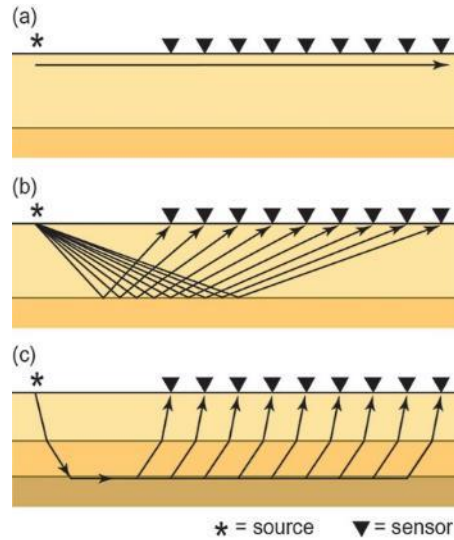 (a)
*
(b)
*
(c)
*
* = source ▼ = sensor